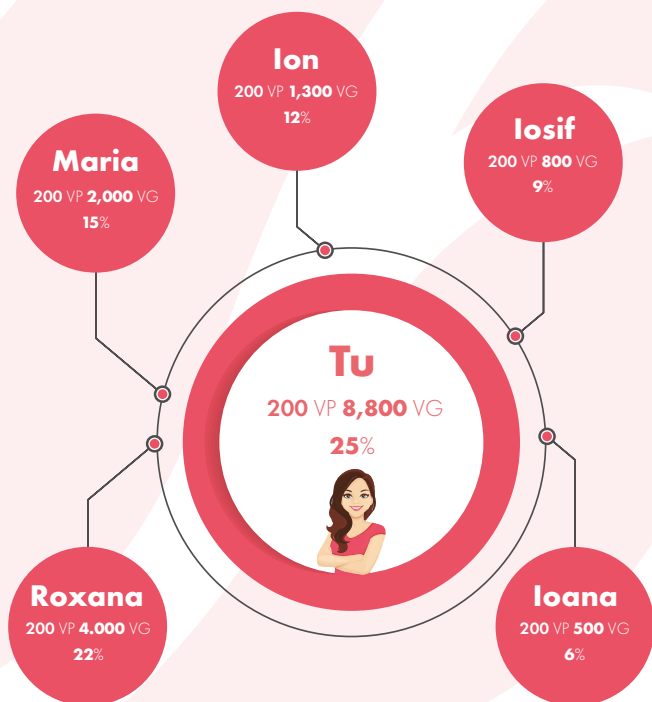 Ion
200 VP 1,300 VG
12%
Iosif
200 VP 800 VG
9%
Maria
200 VP 2,000 VG
15%
Tu
200 VP 8,800 VG
25%
Roxana
200 VP 4.000 VG
22%
Ioana
200 VP 500 VG
6%